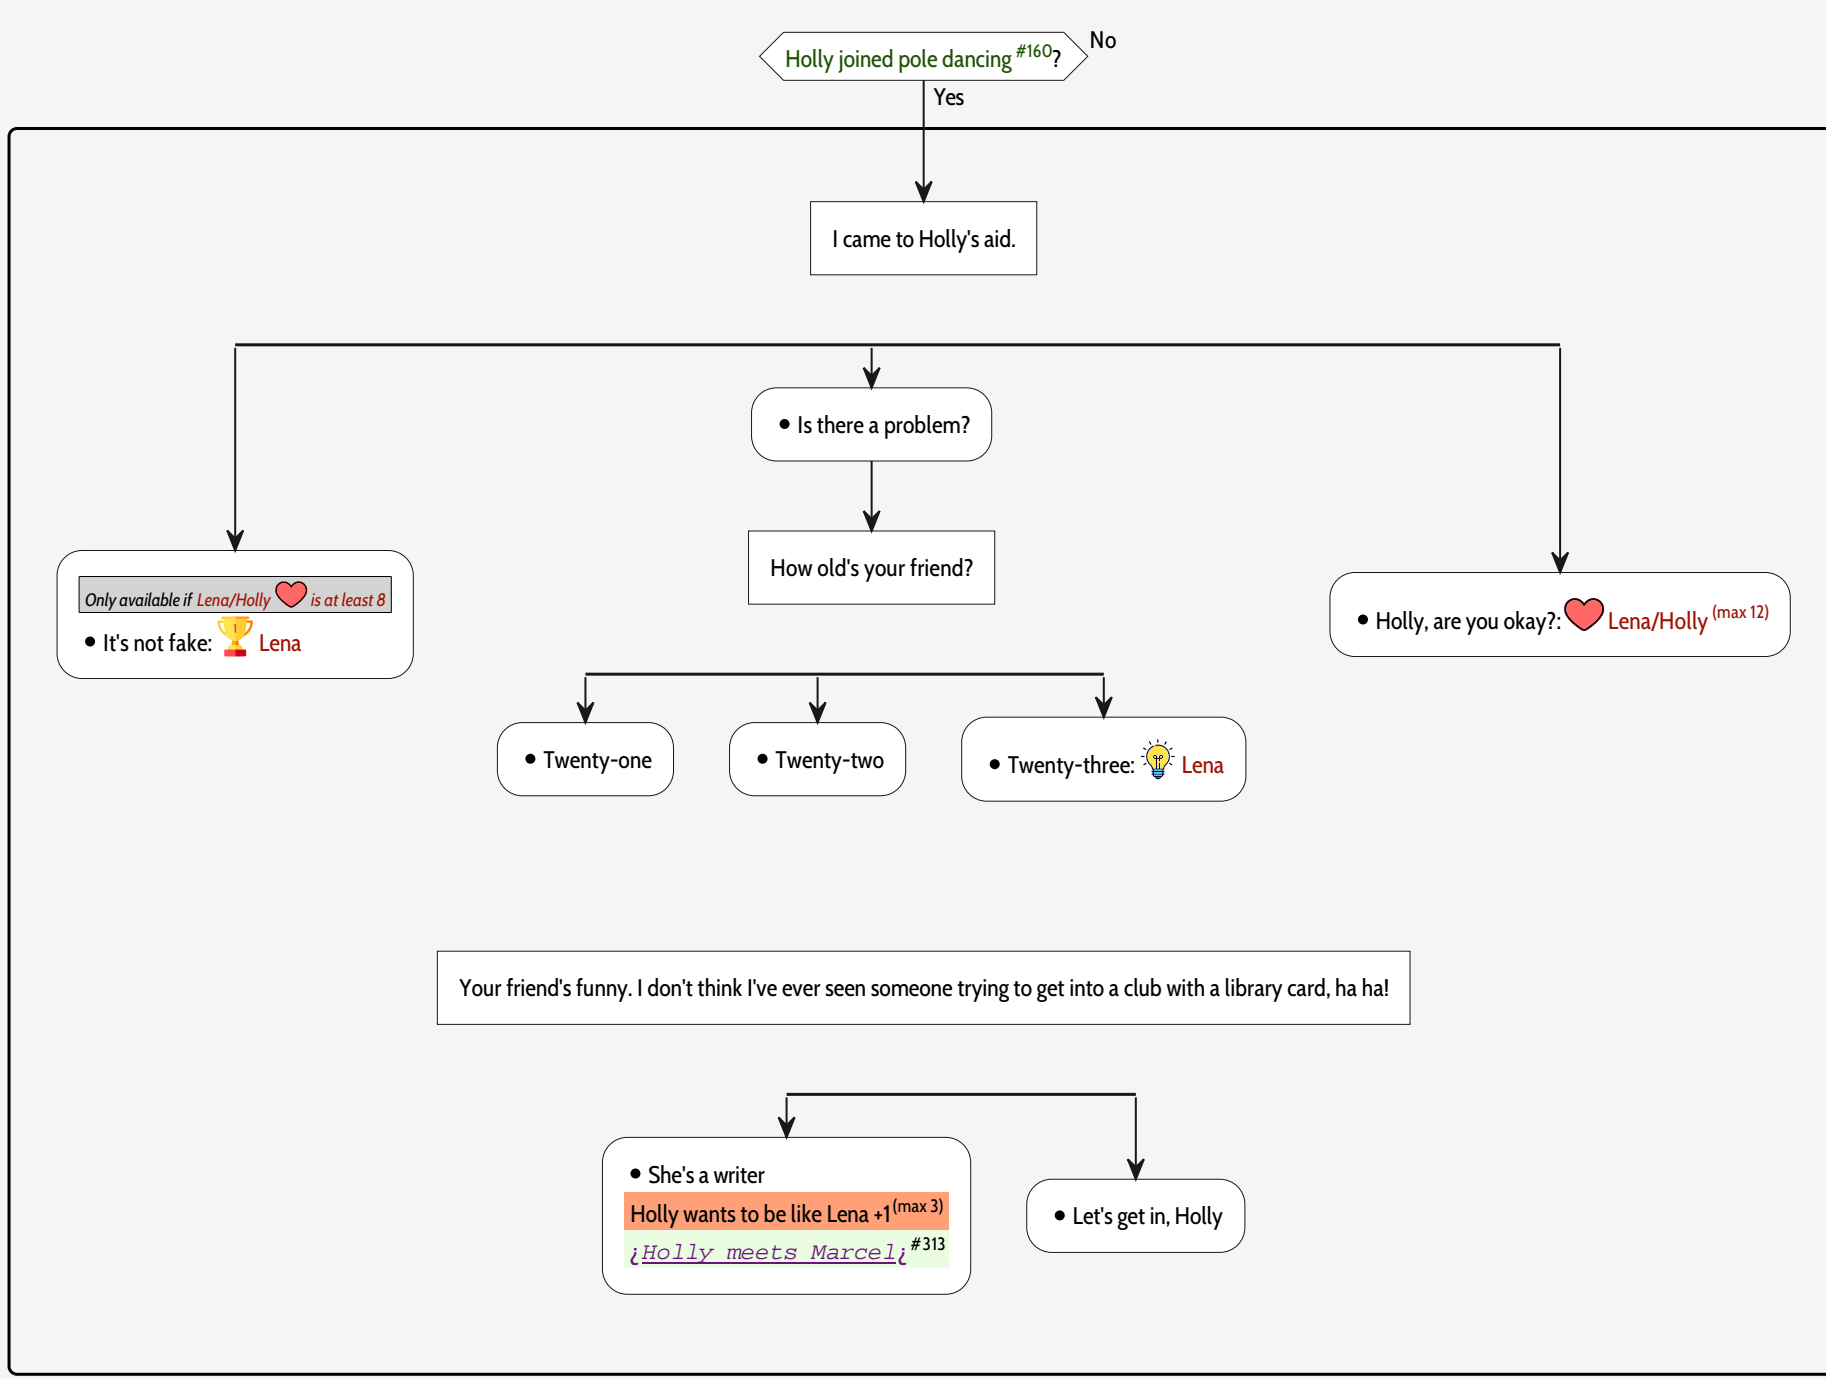 Holly joined pole dancing #160?
No
Yes
I came to Holly's aid.
• Is there a problem?
How old's your friend?
Only available if Lena/Holly is at least 8
• It's not fake: 1 Lena
• Holly, are you okay?: Lena/Holly (max 12)
• Twenty-one
• Twenty-two
• Twenty-three: Lena
Your friend's funny. I don't think I've ever seen someone trying to get into a club with a library card, ha ha!
• She's a writer
Holly wants to be like Lena +1 (max 3)
¿Holly meets Marcel¿ #313
• Let's get in, Holly